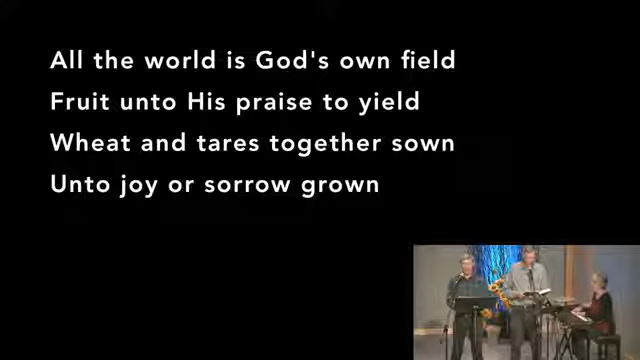 All the world is God's own field
Fruit unto His praise to yield
Wheat and tares together sown
Unto joy or sorrow grown